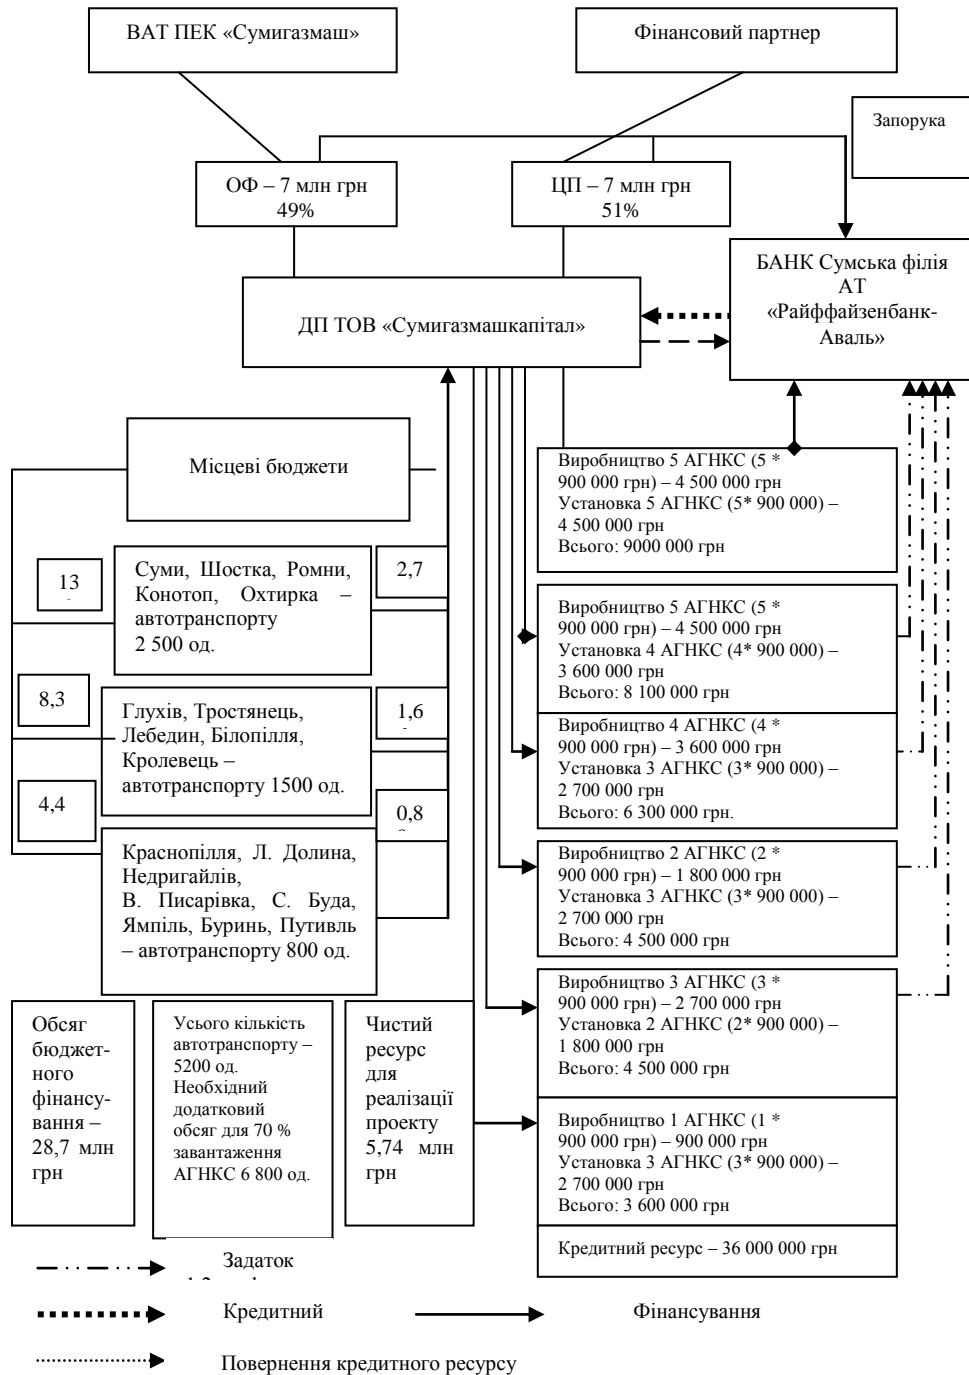 ВАТ ПЕК «Сумигазмаш»
Фінансовий партнер
Запорука
ОФ – 7 млн грн
49%
ЦП – 7 млн грн
51%
БАНК Сумська філія
АТ
«Райффайзенбанк-
Аваль»
ДП ТОВ «Сумигазмашкапітал»
Місцеві бюджети
13
Суми, Шостка, Ромни,
Конотоп, Охтирка –
автотранспорту
2 500 од.
2,7
8,3
Глухів, Тростянець,
Лебедин, Білопілля,
Кролевець –
автотранспорту 1500 од.
1,6
4,4
Краснопілля, Л. Долина,
Недригайлів,
В. Писарівка, С. Буда,
Ямпіль, Буринь, Путивль
– автотранспорту 800 од.
0,8
Виробництво 5 АГНКС (5 *
900 000 грн) – 4 500 000 грн
Установка 5 АГНКС (5* 900 000) –
4 500 000 грн
Всього: 9000 000 грн
Виробництво 5 АГНКС (5 *
900 000 грн) – 4 500 000 грн
Установка 4 АГНКС (4* 900 000) –
3 600 000 грн
Всього: 8 100 000 грн
Виробництво 4 АГНКС (4 *
900 000 грн) – 3 600 000 грн
Установка 3 АГНКС (3* 900 000) –
2 700 000 грн
Всього: 6 300 000 грн.
Виробництво 2 АГНКС (2 *
900 000 грн) – 1 800 000 грн
Установка 3 АГНКС (3* 900 000) –
2 700 000 грн
Всього: 4 500 000 грн
Виробництво 3 АГНКС (3 *
900 000 грн) – 2 700 000 грн
Установка 2 АГНКС (2* 900 000) –
1 800 000 грн
Всього: 4 500 000 грн
Виробництво 1 АГНКС (1 *
900 000 грн) – 900 000 грн
Установка 3 АГНКС (3* 900 000) –
2 700 000 грн
Всього: 3 600 000 грн
Кредитний ресурс – 36 000 000 грн
Обсяг
бюджет-
ного
фінансу-
вання –
28,7 млн
грн
Усього кількість
автотранспорту –
5200 од.
Необхідний
додатковий
обсяг для 70 %
завантаження
АГНКС 6 800 од.
Чистий
ресурс
для
реалізації
проекту
5,74 млн
грн
Задаток
Кредитний
Фінансування
Повернення кредитного ресурсу